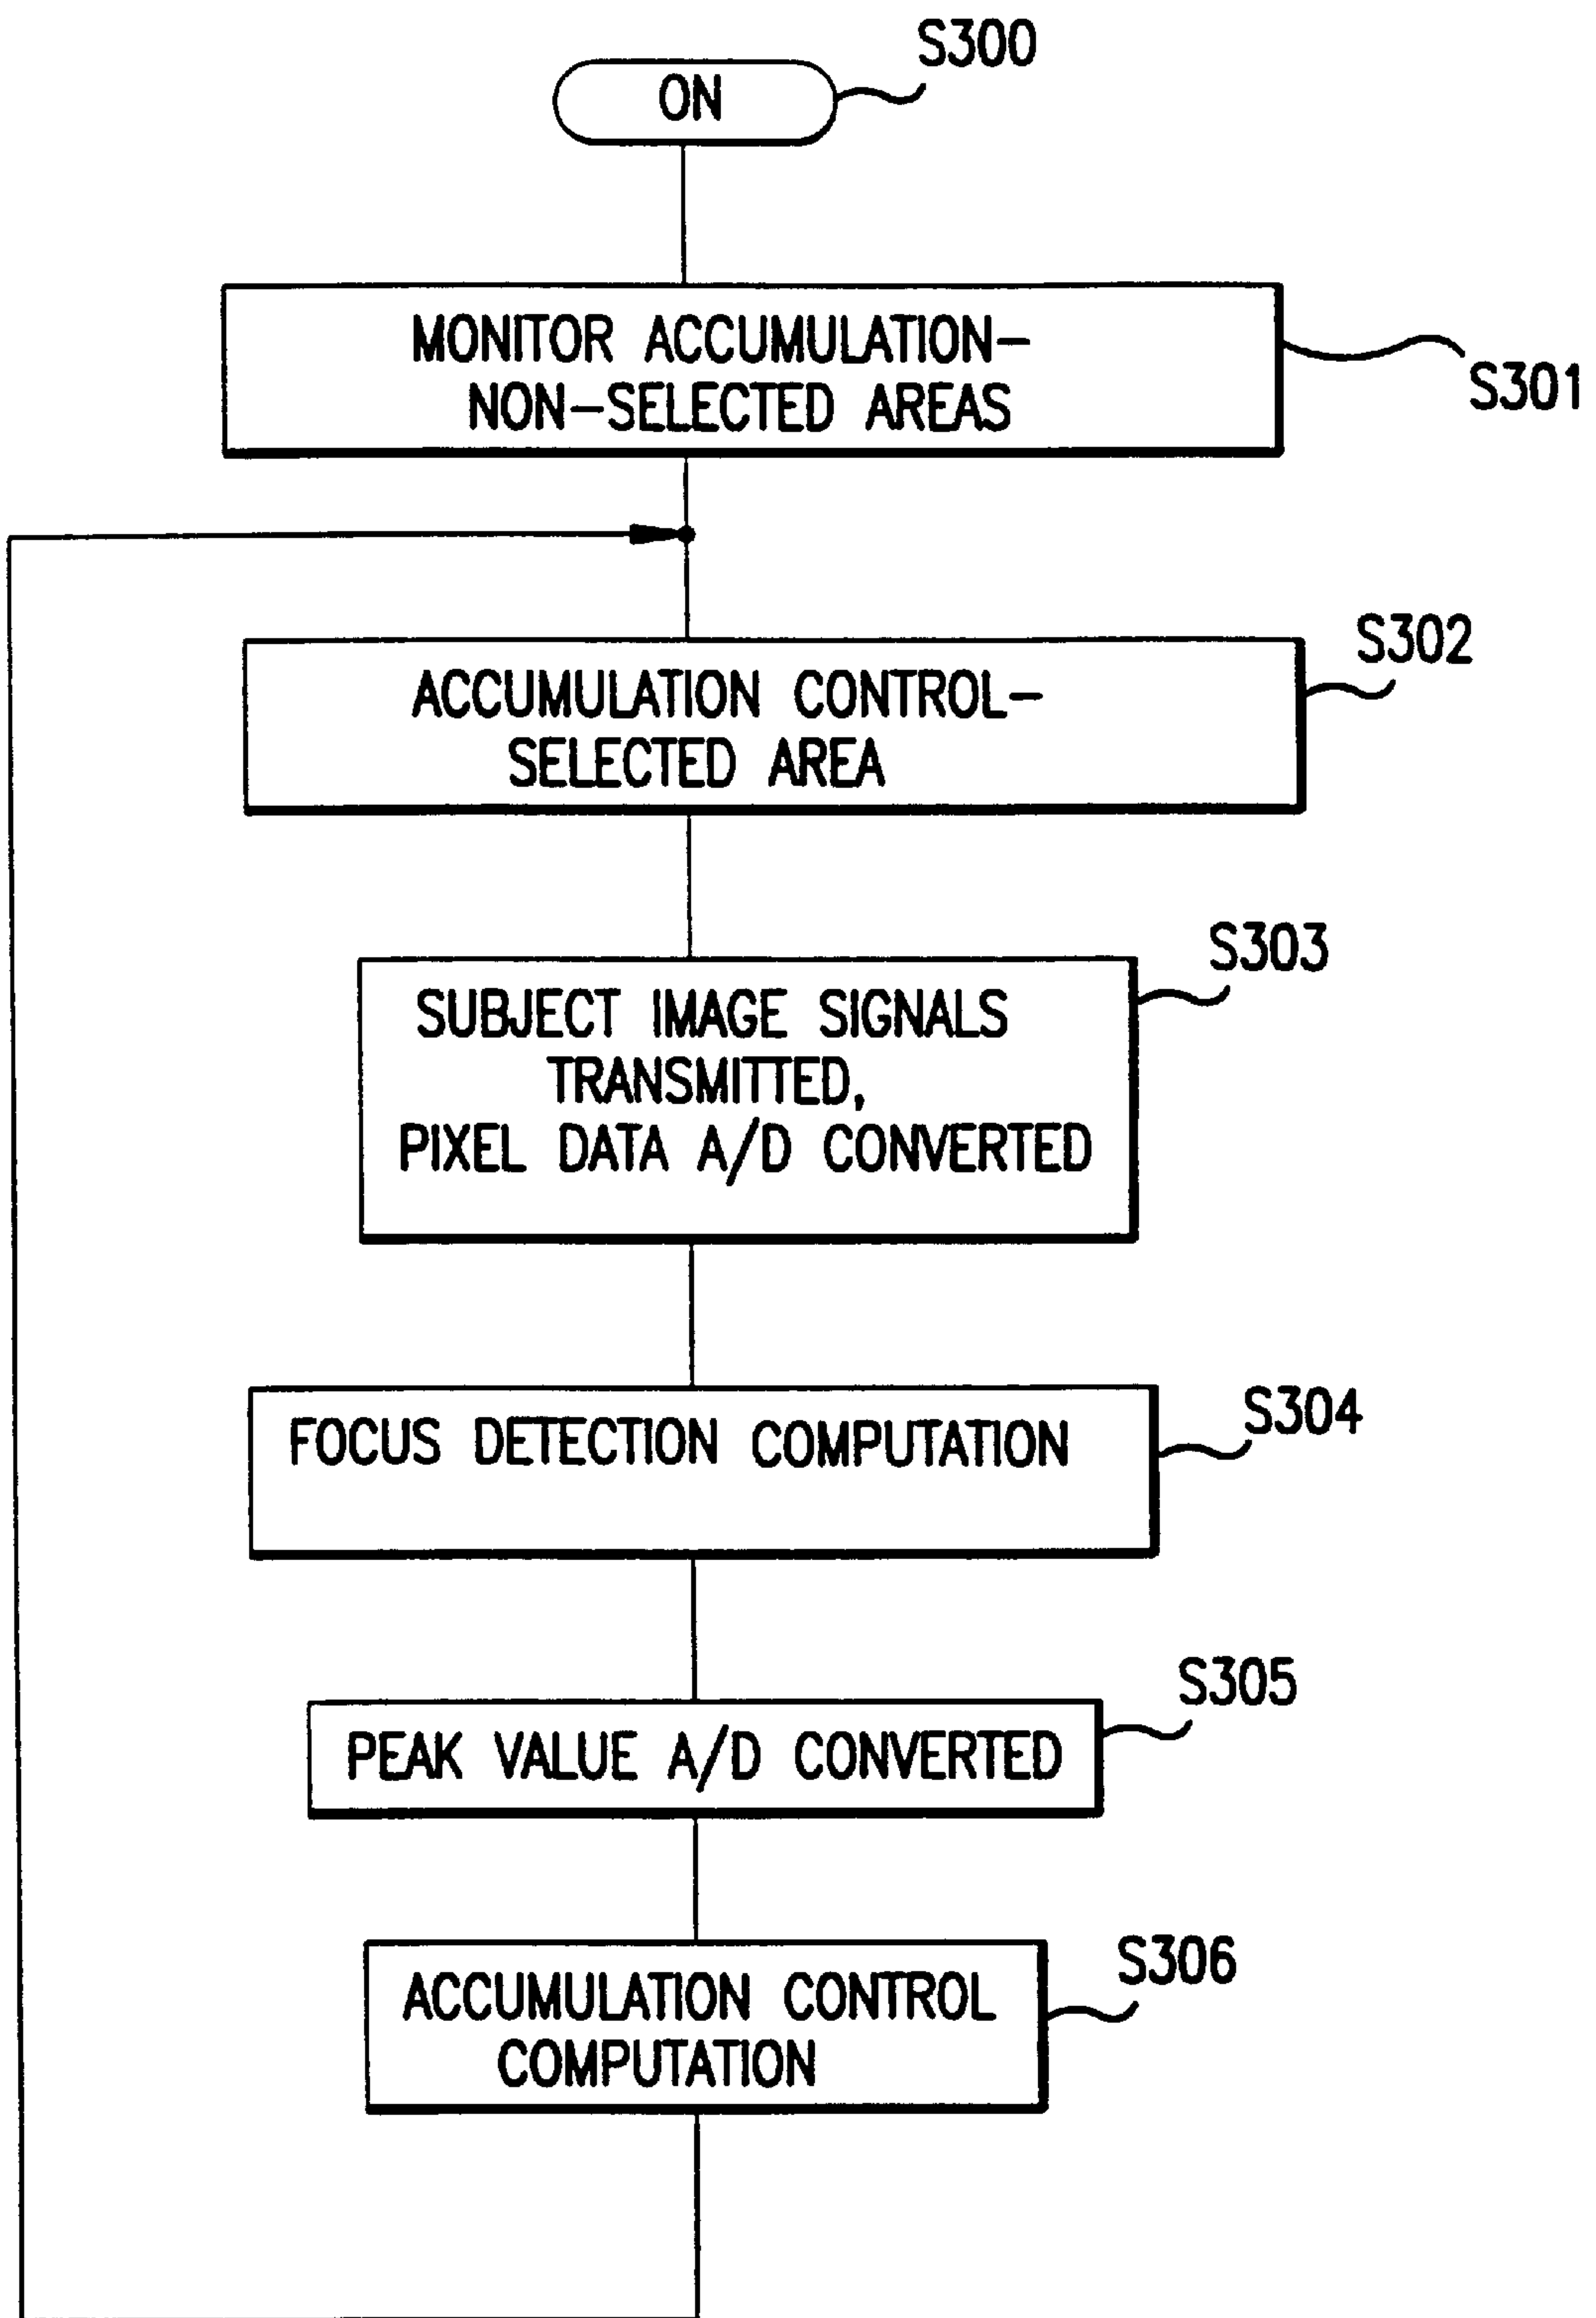 S300
ON
MONITOR ACCUMULATION-
NON-SELECTED AREAS
S301
S302
ACCUMULATION CONTROL-
SELECTED AREA
S303
SUBJECT IMAGE SIGNALS
TRANSMITTED,
PIXEL DATA A/D CONVERTED
S304
FOCUS DETECTION COMPUTATION
S305
PEAK VALUE A/D CONVERTED
S306
ACCUMULATION CONTROL
COMPUTATION